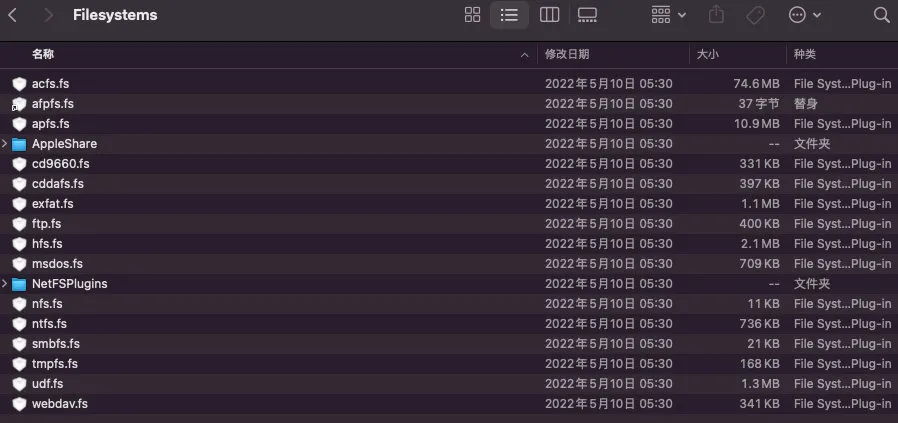 Filesystems
名称 修改日期 大小 种类
acfs.fs 2022年5月10日 05:30 74.6 MB File Syst...Plug-in
afpfs.fs 2022年5月10日 05:30 37 字节 替身
apfs.fs 2022年5月10日 05:30 10.9 MB File Syst...Plug-in
AppleShare 2022年5月10日 05:30 -- 文件夹
cd9660.fs 2022年5月10日 05:30 331 KB File Syst...Plug-in
cddafs.fs 2022年5月10日 05:30 397 KB File Syst...Plug-in
exfat.fs 2022年5月10日 05:30 1.1 MB File Syst...Plug-in
ftp.fs 2022年5月10日 05:30 400 KB File Syst...Plug-in
hfs.fs 2022年5月10日 05:30 2.1 MB File Syst...Plug-in
msdos.fs 2022年5月10日 05:30 709 KB File Syst...Plug-in
NetFSPlugins 2022年5月10日 05:30 -- 文件夹
nfs.fs 2022年5月10日 05:30 11 KB File Syst...Plug-in
ntfs.fs 2022年5月10日 05:30 736 KB File Syst...Plug-in
smbfs.fs 2022年5月10日 05:30 21 KB File Syst...Plug-in
tmpfs.fs 2022年5月10日 05:30 168 KB File Syst...Plug-in
udf.fs 2022年5月10日 05:30 1.3 MB File Syst...Plug-in
webdav.fs 2022年5月10日 05:30 341 KB File Syst...Plug-in